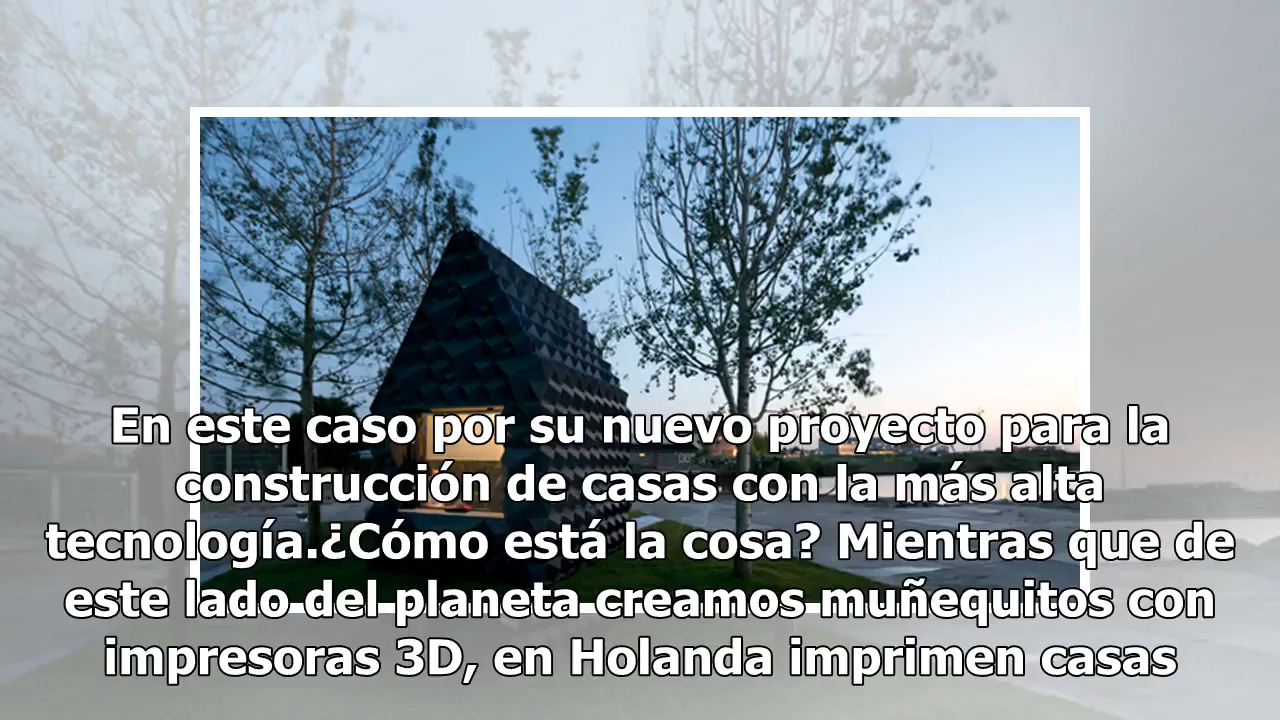 En este caso por su nuevo proyecto para la
construcción de casas con la más alta
tecnología.¿Cómo está la cosa? Mientras que de
este lado del planeta creamos muñequitos con
impresoras 3D, en Holanda imprimen casas